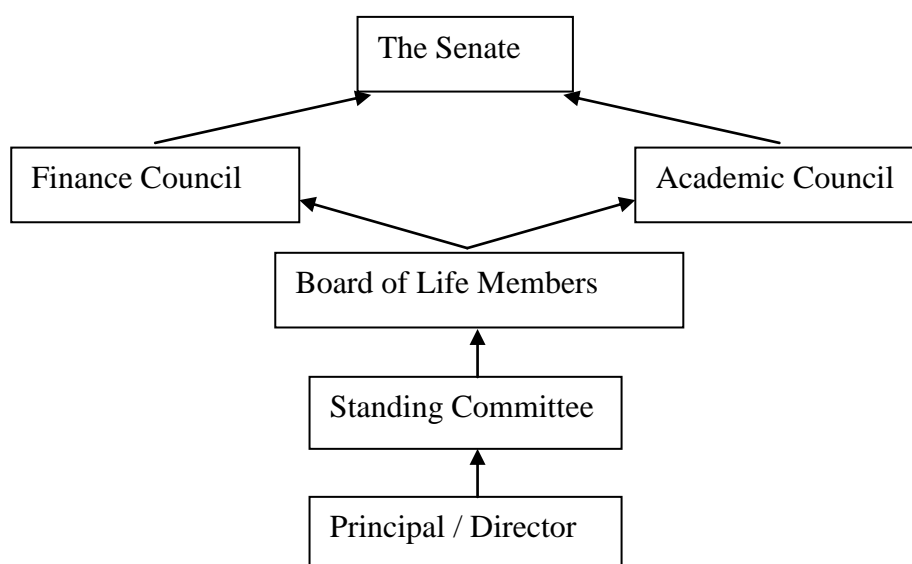 The Senate
Finance Council
Academic Council
Board of Life Members
Standing Committee
Principal / Director